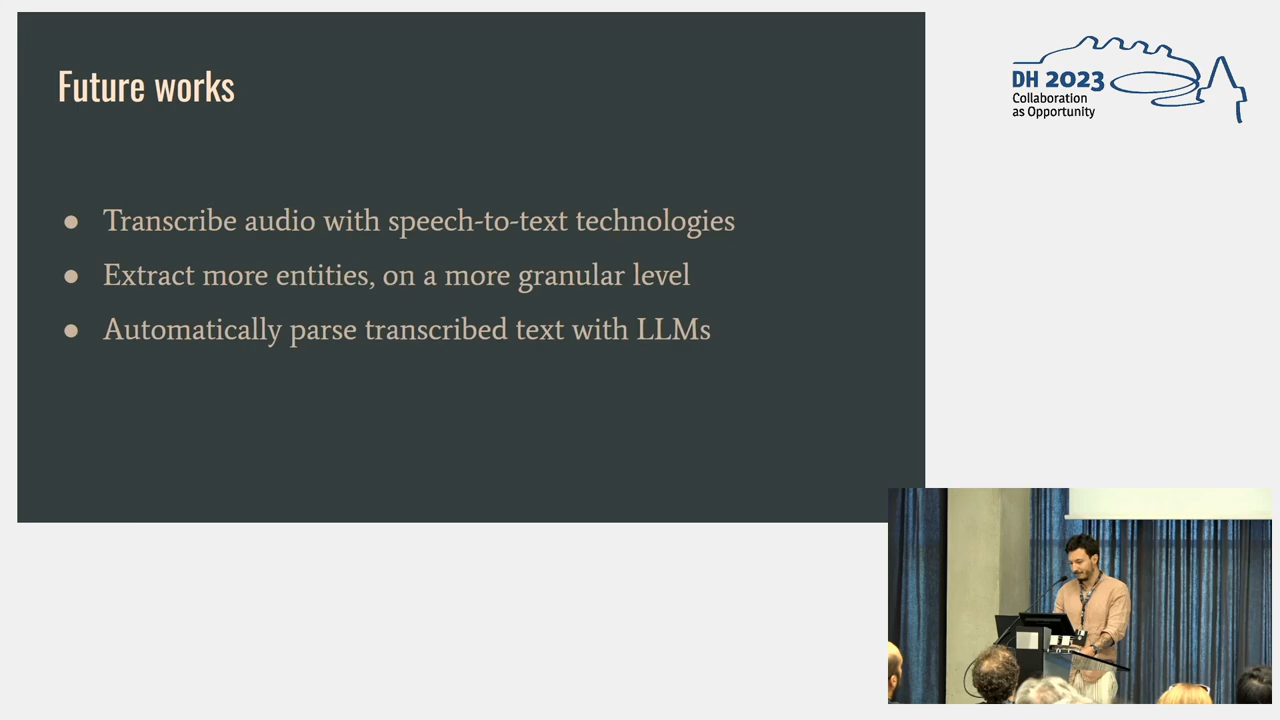 Future works
● Transcribe audio with speech-to-text technologies
● Extract more entities, on a more granular level
● Automatically parse transcribed text with LLMs
DH 2023
Collaboration
as Opportunity